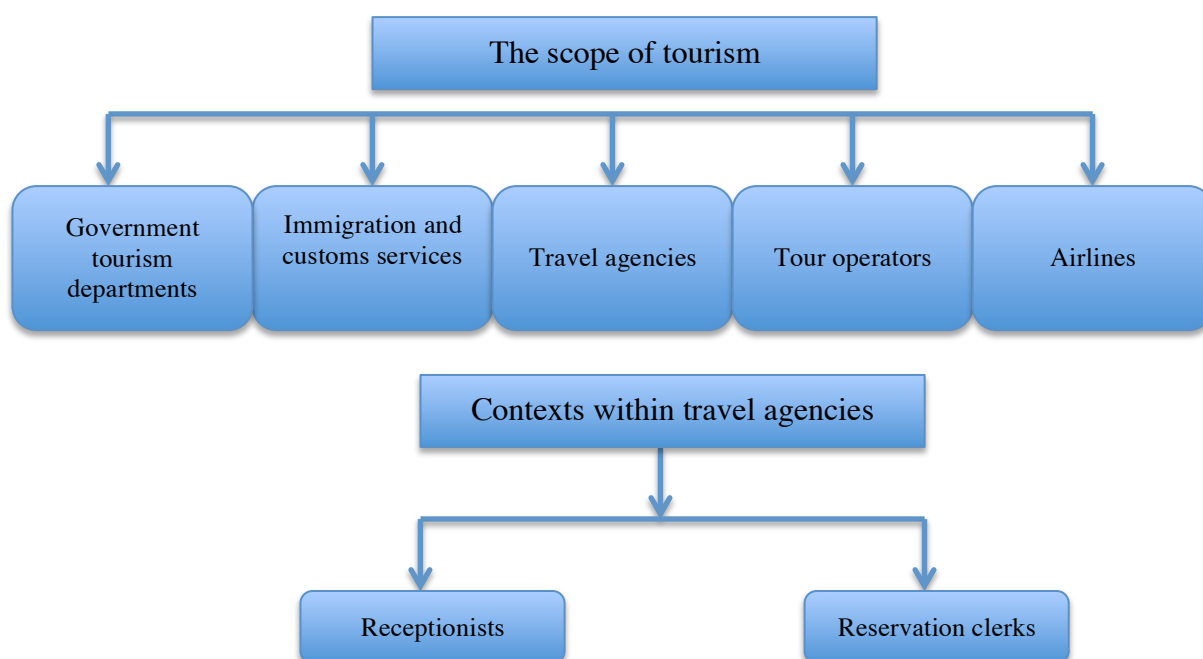 The scope of tourism
Government
tourism
departments
Immigration and
customs services
Travel agencies
Tour operators
Airlines
Contexts within travel agencies
Receptionists
Reservation clerks